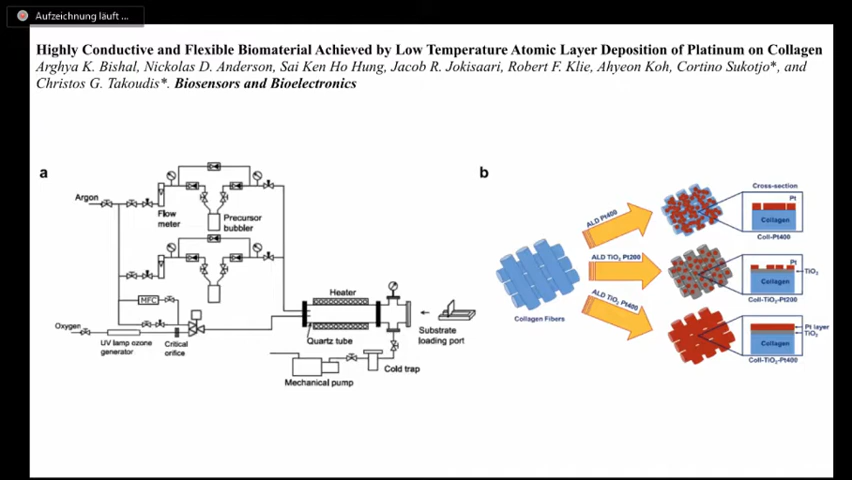 Aufzeichnung läuft ...
Highly Conductive and Flexible Biomaterial Achieved by Low Temperature Atomic Layer Deposition of Platinum on Collagen
Arghya K. Bishal, Nickolas D. Anderson, Sai Ken Ho Hung, Jacob R. Jokisaari, Robert F. Klie, Ahyeon Koh, Cortino Sukotjo*, and
Christos G. Takoudis*. Biosensors and Bioelectronics
a
Argon
Flow
meter
Precursor
bubbler
MFC
Oxygen
UV lamp ozone
generator
Critical
orifice
Heater
Quartz tube
Mechanical pump
Cold trap
Substrate
loading port
b
Collagen Fibers
ALD Pt400
ALD TiO2 Pt200
ALD TiO2 Pt400
Cross-section
Pt
Collagen
Coll-Pt400
Pt
TiO2
Collagen
Coll-TiO2-Pt200
Pt layer
TiO2
Collagen
Coll-TiO2-Pt400